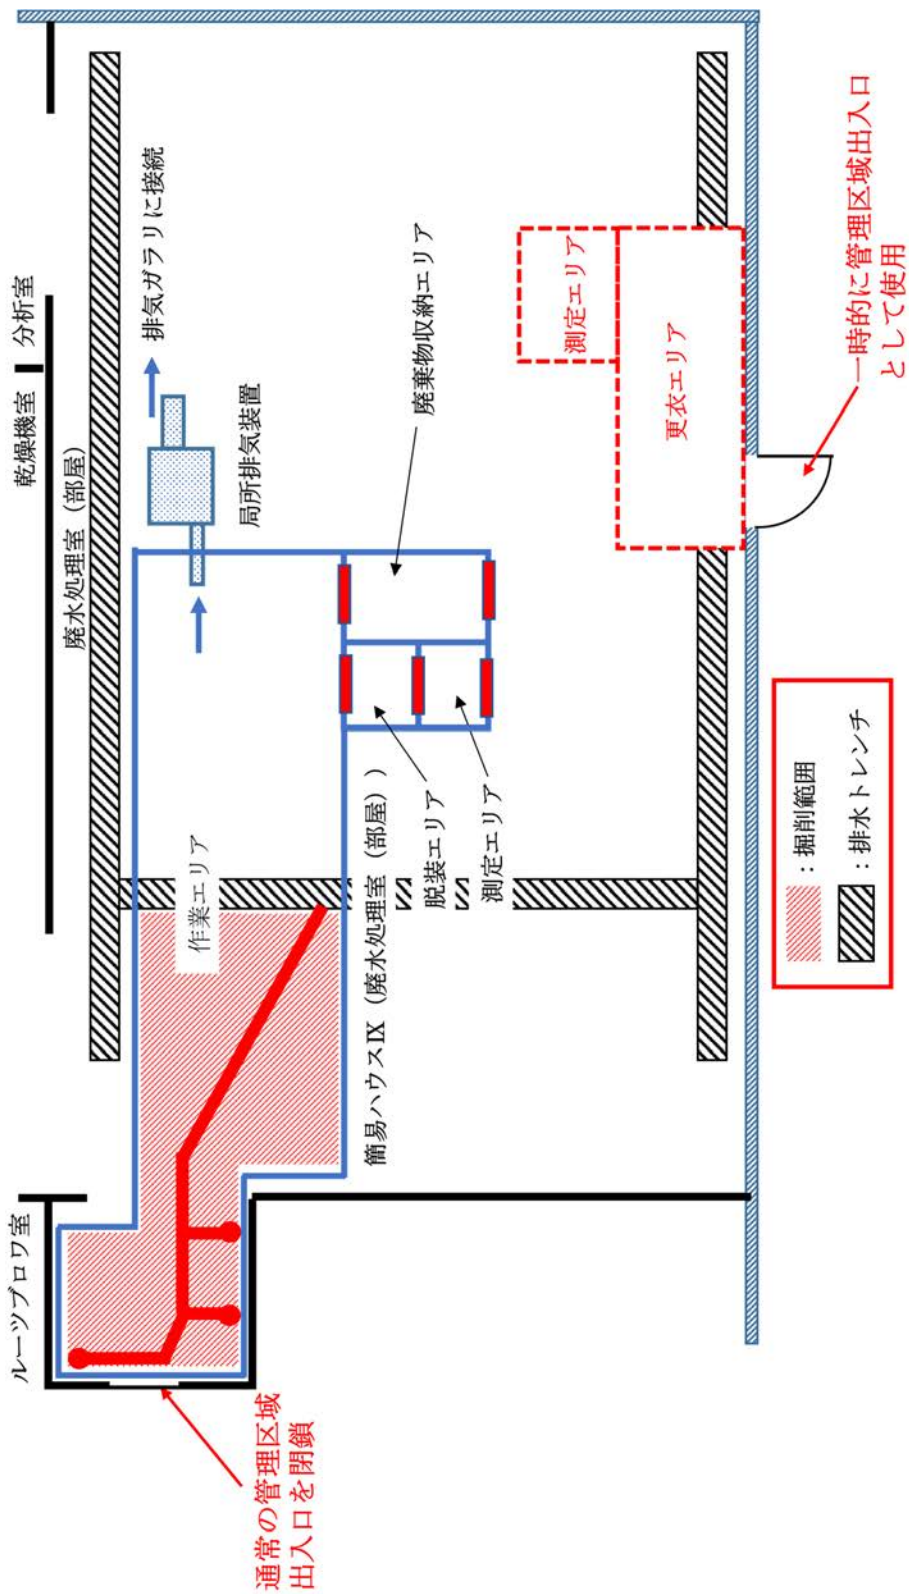 ルーツブロワ室
乾燥機室
分析室
廃水処理室（部屋）
排気ガラリに接続
作業エリア
局所排気装置
通常の管理区域
出入口を閉鎖
簡易ハウスⅨ（廃水処理室（部屋））
廃棄物収納エリア
脱装エリア
測定エリア
測定エリア
更衣エリア
：掘削範囲
：排水トレンチ
一時的に管理区域出入口
として使用